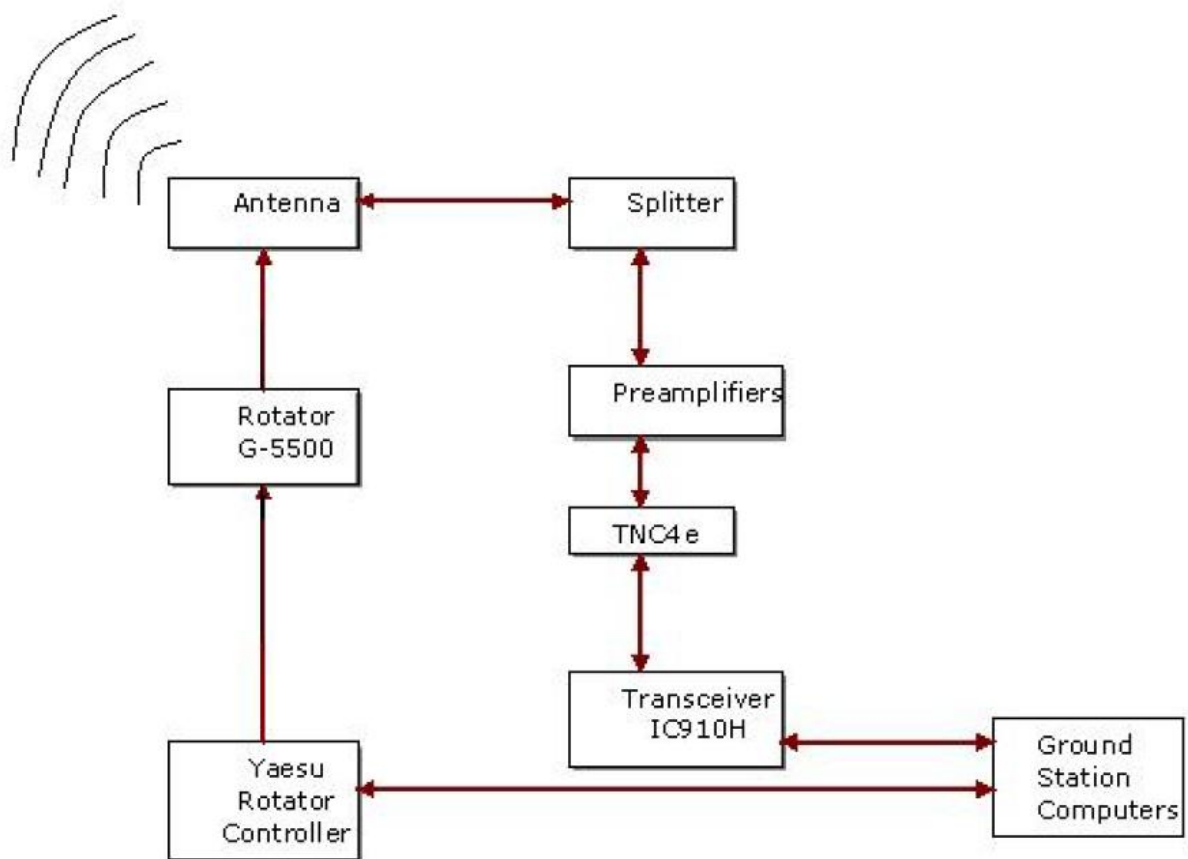 Antenna
Splitter
Preamplifiers
Rotator
G-5500
TNC4e
Transceiver
IC910H
Ground
Station
Computers
Yaesu
Rotator
Controller